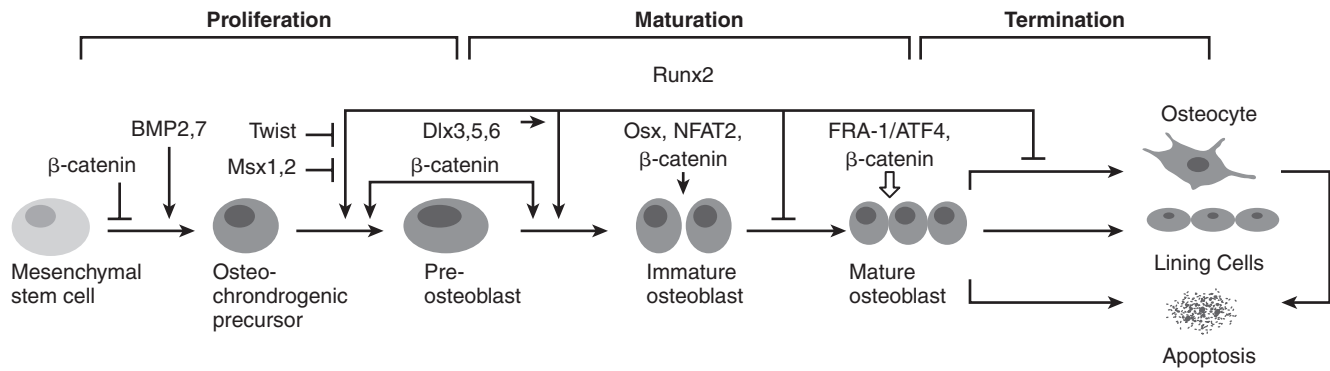 Proliferation
Maturation
Termination
Runx2
BMP2,7
Twist
Dlx3,5,6
Osx, NFAT2,
FRA-1/ATF4,
Osteocyte
β-catenin
Msx1,2
β-catenin
β-catenin
β-catenin
Mesenchymal
stem cell
Osteo-
chrondrogenic
precursor
Pre-
osteoblast
Immature
osteoblast
Mature
osteoblast
Lining Cells
Apoptosis